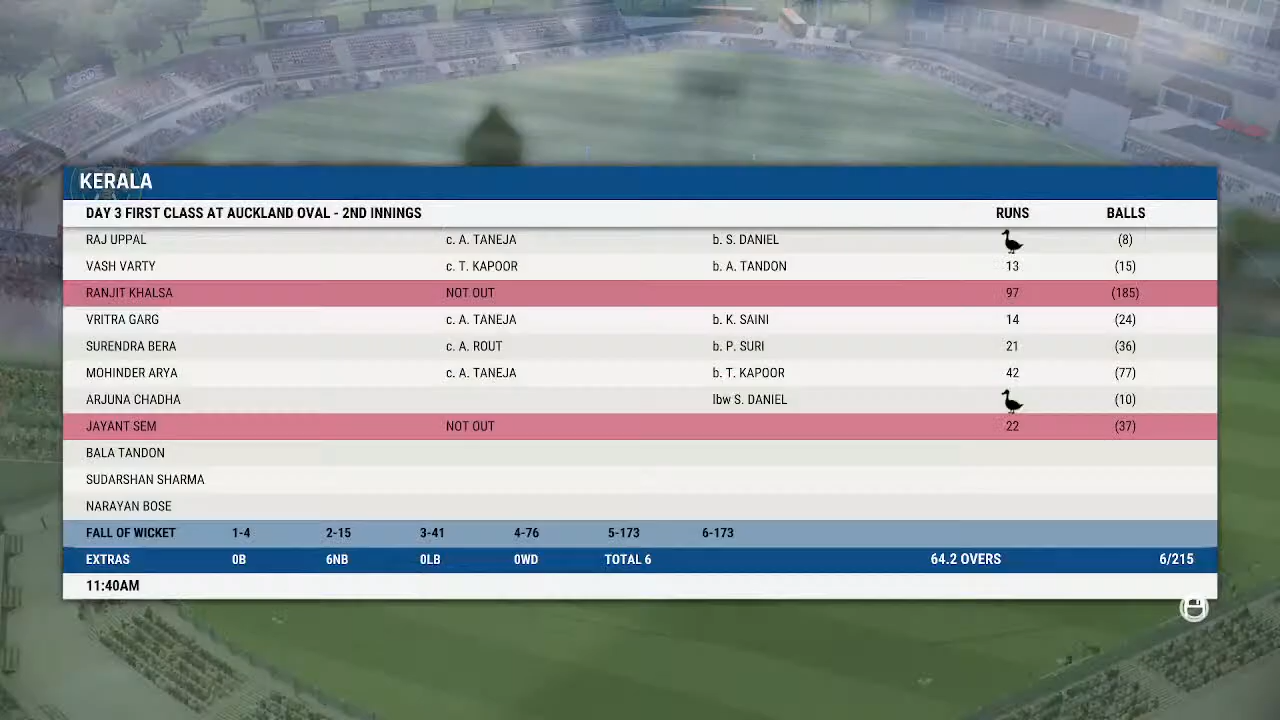 KERALA
DAY 3 FIRST CLASS AT AUCKLAND OVAL - 2ND INNINGS RUNS BALLS
RAJ UPPAL c. A. TANEJA b. S. DANIEL (8)
VASH VARTY c. T. KAPOOR b. A. TANDON 13 (15)
RANJIT KHALSA NOT OUT 97 (185)
VRITRA GARG c. A. TANEJA b. K. SAINI 14 (24)
SURENDRA BERA c. A. ROUT b. P. SURI 21 (36)
MOHINDER ARYA c. A. TANEJA b. T. KAPOOR 42 (77)
ARJUNA CHADHA lbw S. DANIEL (10)
JAYANT SEM NOT OUT 22 (37)
BALA TANDON
SUDARSHAN SHARMA
NARAYAN BOSE
FALL OF WICKET 1-4 2-15 3-41 4-76 5-173 6-173
EXTRAS 0B 6NB 0LB 0WD TOTAL 6 64.2 OVERS 6/215
11:40AM